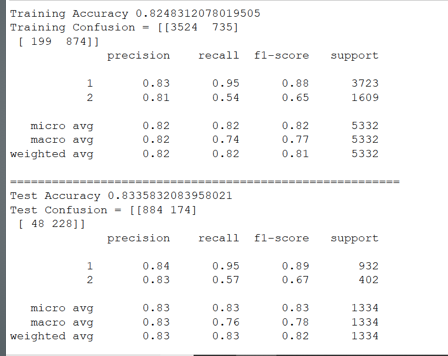 Training Accuracy 0.8248312078019505
Training Confusion = [[3524 735]
[ 199 874]]
precision recall f1-score support
1 0.83 0.95 0.88 3723
2 0.81 0.54 0.65 1609
micro avg 0.82 0.82 0.82 5332
macro avg 0.82 0.74 0.77 5332
weighted avg 0.82 0.82 0.81 5332
============================================================
Test Accuracy 0.8335832083958021
Test Confusion = [[884 174]
[ 48 228]]
precision recall f1-score support
1 0.84 0.95 0.89 932
2 0.83 0.57 0.67 402
micro avg 0.83 0.83 0.83 1334
macro avg 0.83 0.76 0.78 1334
weighted avg 0.83 0.83 0.82 1334